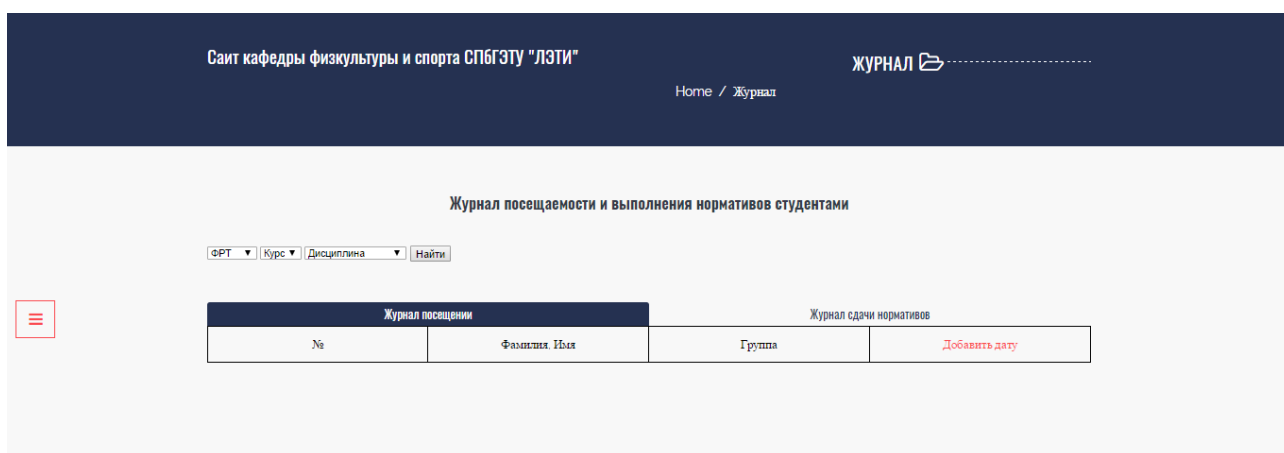 Саит кафедры физкультуры и спорта СПбГЭТУ "ЛЭТИ"
ЖУРНАЛ
Home / Журнал
Журнал посещаемости и выполнения нормативов студентами
ФРТ Курс Дисциплина Найти
Журнал посещении Журнал сдачи нормативов
№ Фамилия. Имя Группа Добавить дату